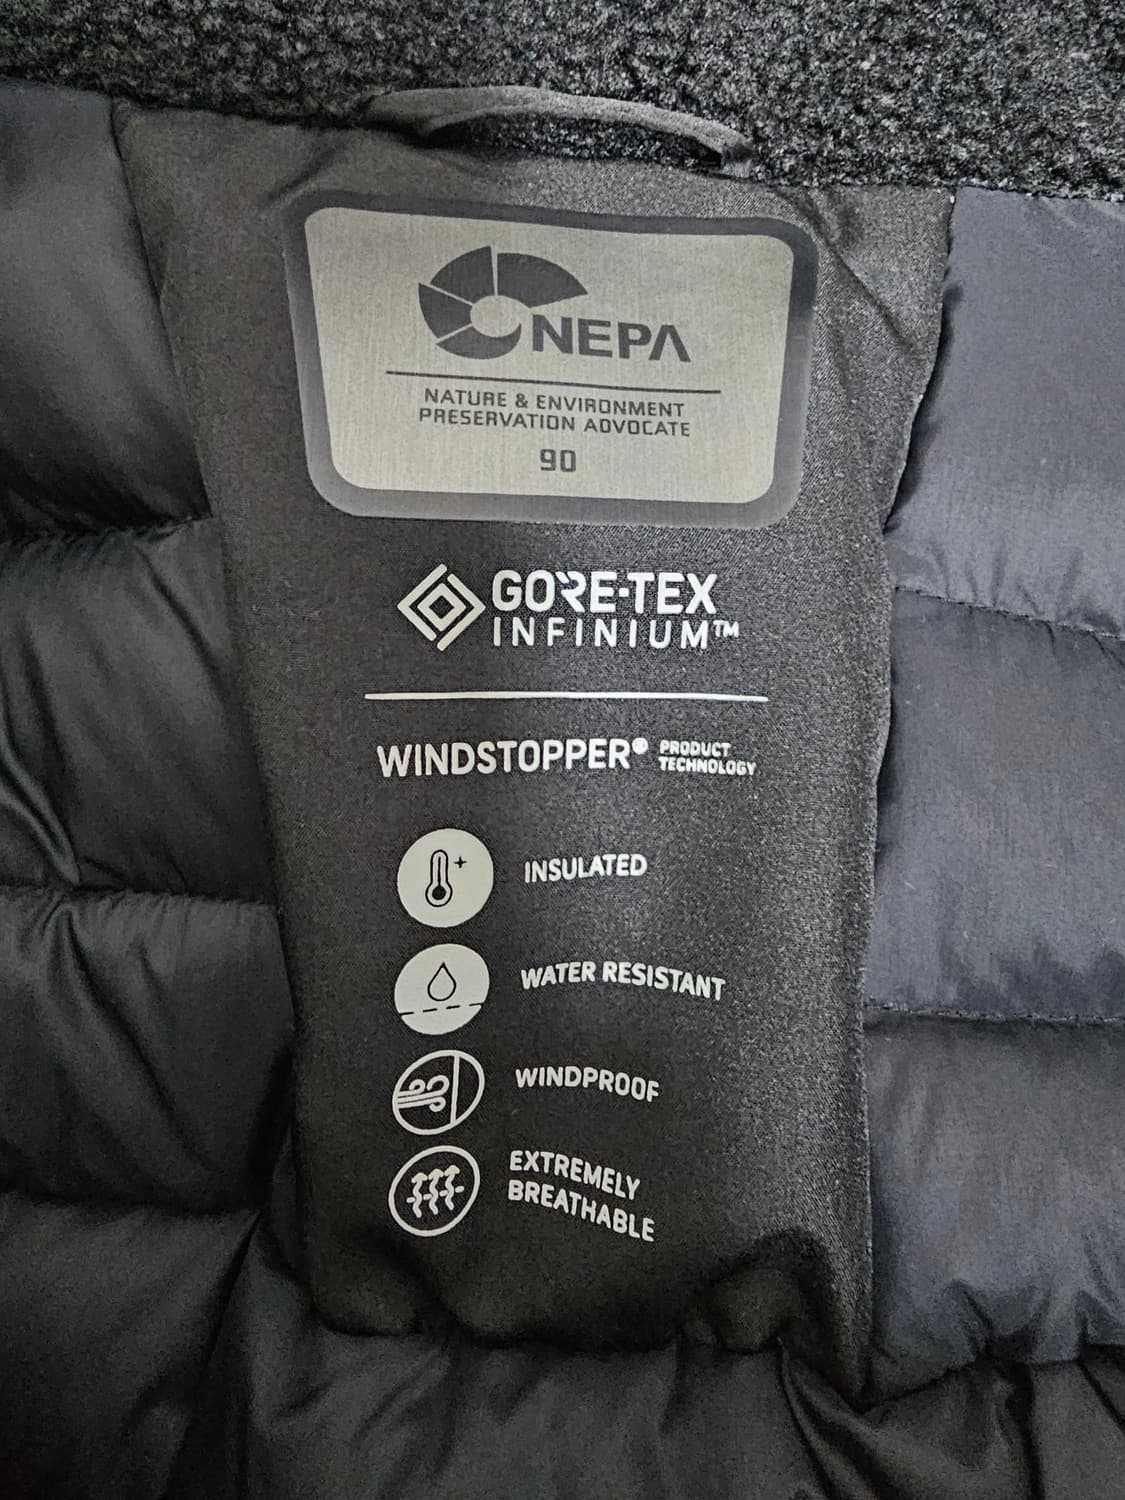 NEPA
NATURE & ENVIRONMENT
PRESERVATION ADVOCATE
90
GORE-TEX
INFINIUM™
WINDSTOPPER® PRODUCT
TECHNOLOGY
INSULATED
WATER RESISTANT
WINDPROOF
EXTREMELY
BREATHABLE